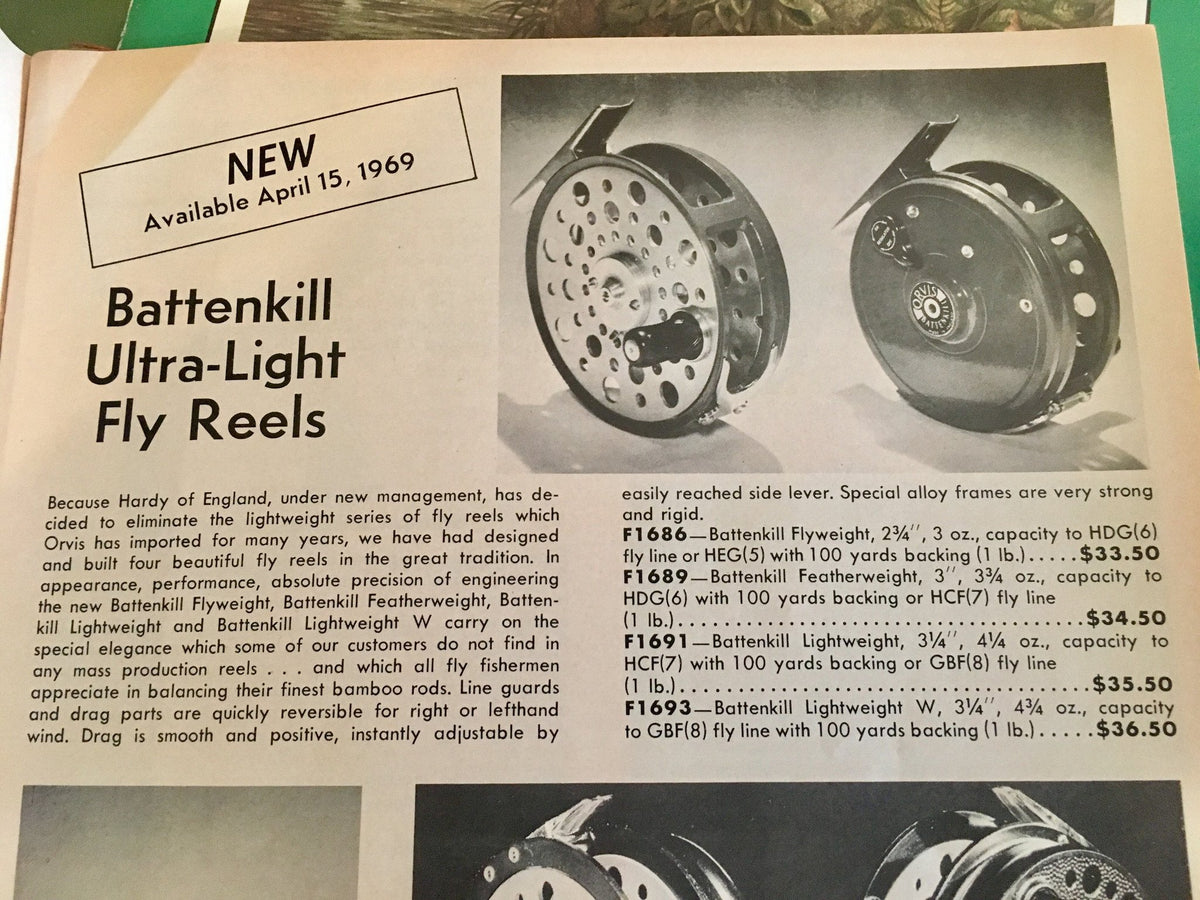 NEW
Available April 15, 1969
Battenkill
Ultra-Light
Fly Reels
ORVIS
BATTENKILL
Because Hardy of England, under new management, has de-
cided to eliminate the lightweight series of fly reels which
Orvis has imported for many years, we have had designed
and built four beautiful fly reels in the great tradition. In
appearance, performance, absolute precision of engineering
the new Battenkill Flyweight, Battenkill Featherweight, Batten-
kill Lightweight and Battenkill Lightweight W carry on the
special elegance which some of our customers do not find in
any mass production reels . . . and which all fly fishermen
appreciate in balancing their finest bamboo rods. Line guards
and drag parts are quickly reversible for right or lefthand
wind. Drag is smooth and positive, instantly adjustable by
easily reached side lever. Special alloy frames are very strong
and rigid.
F1686—Battenkill Flyweight, 2¾″, 3 oz., capacity to HDG(6)
fly line or HEG(5) with 100 yards backing (1 lb.).....$33.50
F1689—Battenkill Featherweight, 3″, 3¾ oz., capacity to
HDG(6) with 100 yards backing or HCF(7) fly line
(1 lb.)......................................$34.50
F1691—Battenkill Lightweight, 3¼″, 4¼ oz., capacity to
HCF(7) with 100 yards backing or GBF(8) fly line
(1 lb.)......................................$35.50
F1693—Battenkill Lightweight W, 3¼″, 4¾ oz., capacity
to GBF(8) fly line with 100 yards backing (1 lb.).....$36.50